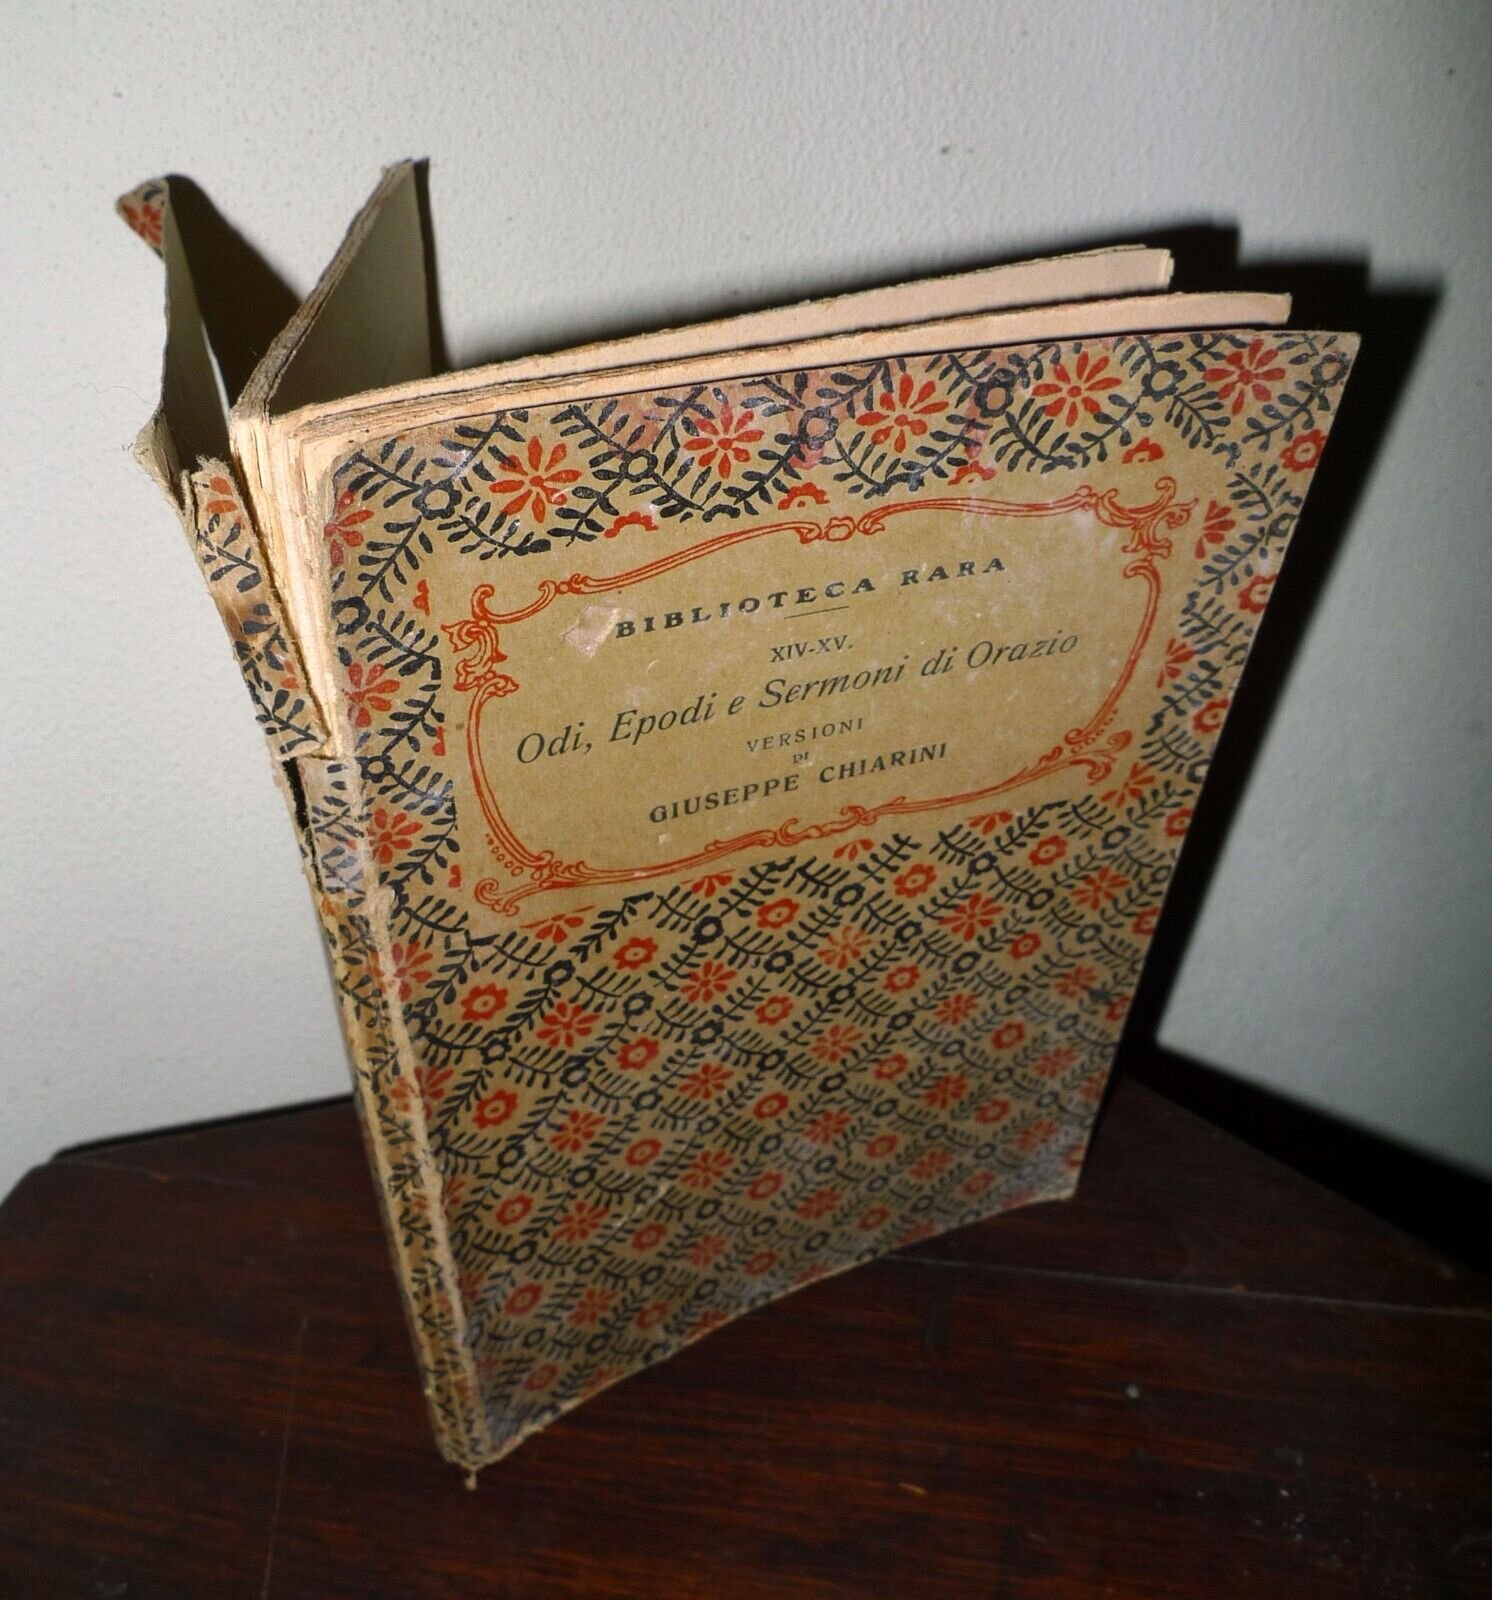 BIBLIOTECA RARA
XIV-XV.
Odi, Epodi e Sermoni di Orazio
VERSIONI
DI
GIUSEPPE CHIARINI